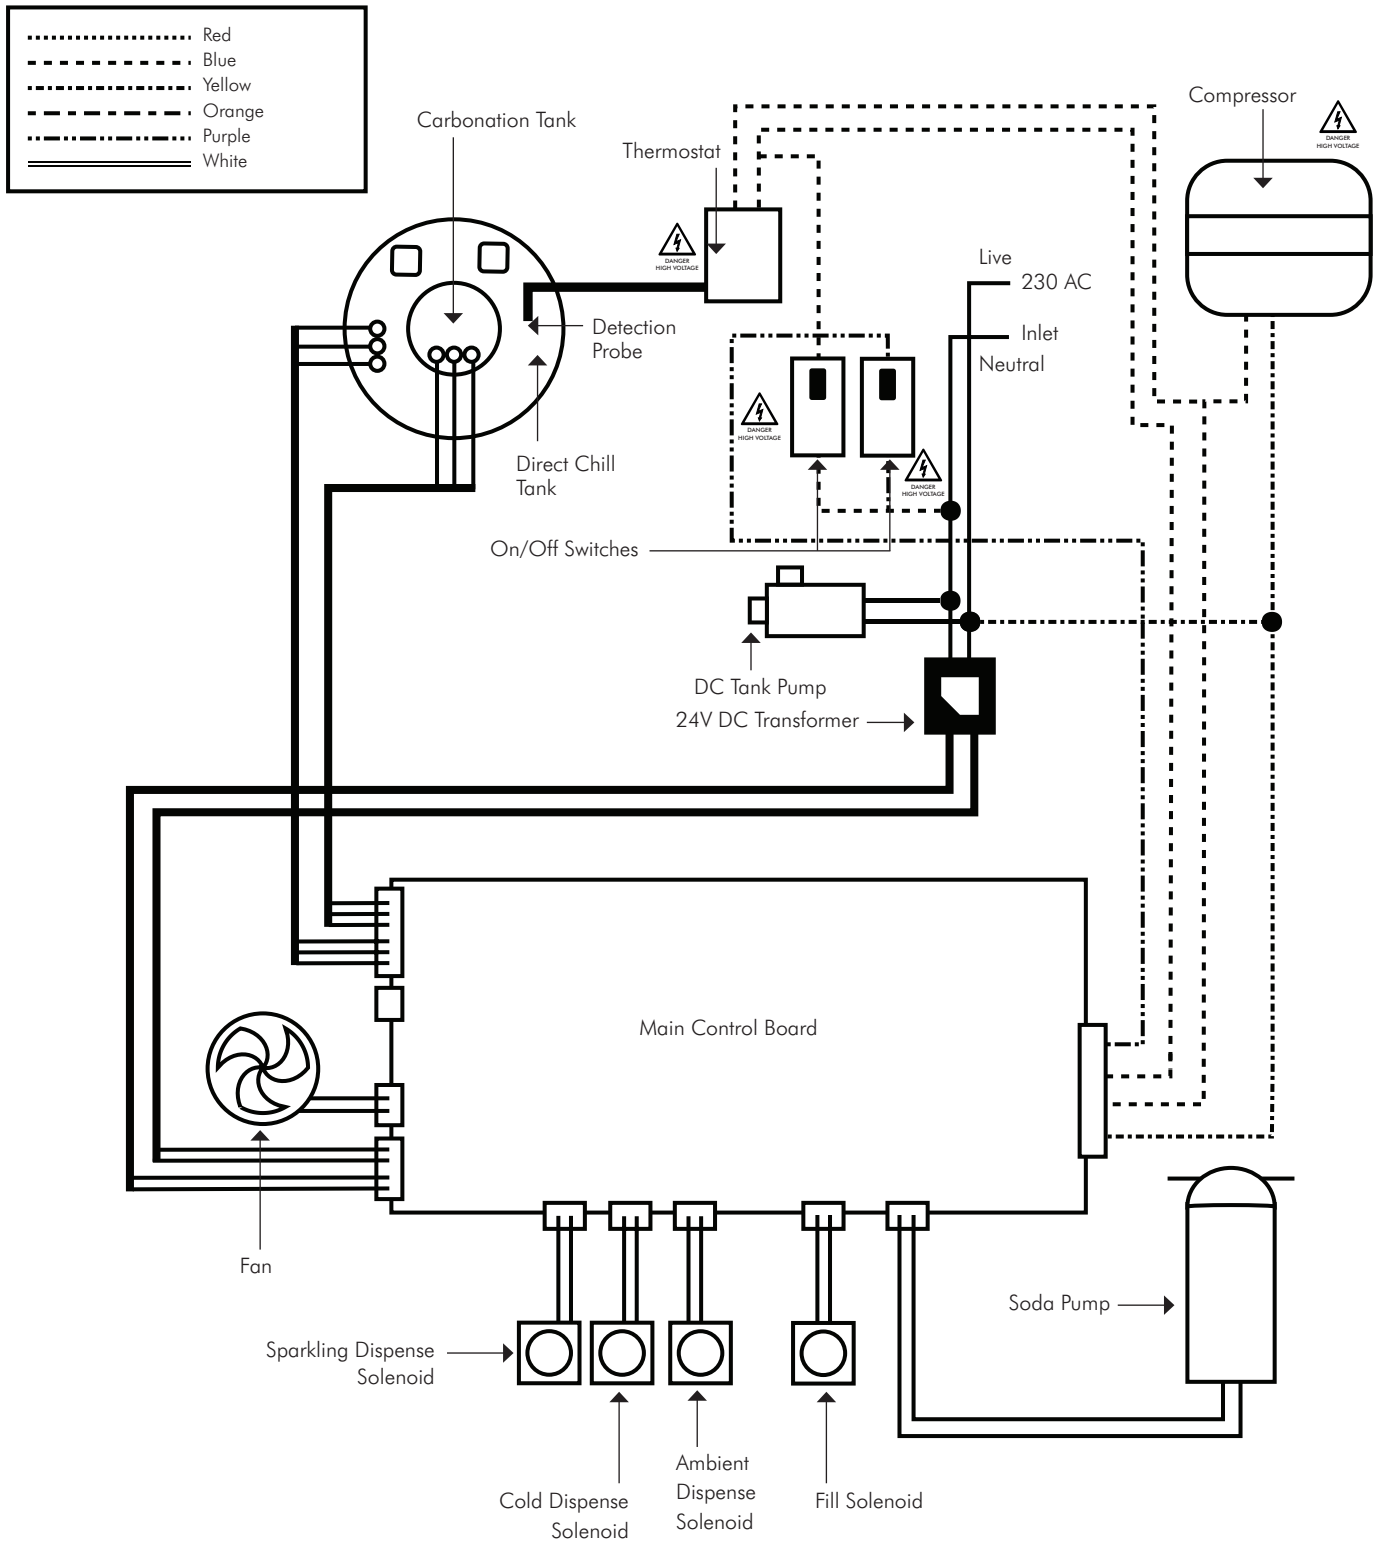 Red
Blue
Yellow
Orange
Purple
White
Carbonation Tank
Compressor
DANGER
HIGH VOLTAGE
Thermostat
DANGER
HIGH VOLTAGE
Live
230 AC
Inlet
Neutral
Detection
Probe
DANGER
HIGH VOLTAGE
Direct Chill
Tank
DANGER
HIGH VOLTAGE
On/Off Switches
DC Tank Pump
24V DC Transformer
Main Control Board
Fan
Soda Pump
Sparkling Dispense
Solenoid
Cold Dispense
Solenoid
Ambient
Dispense
Solenoid
Fill Solenoid